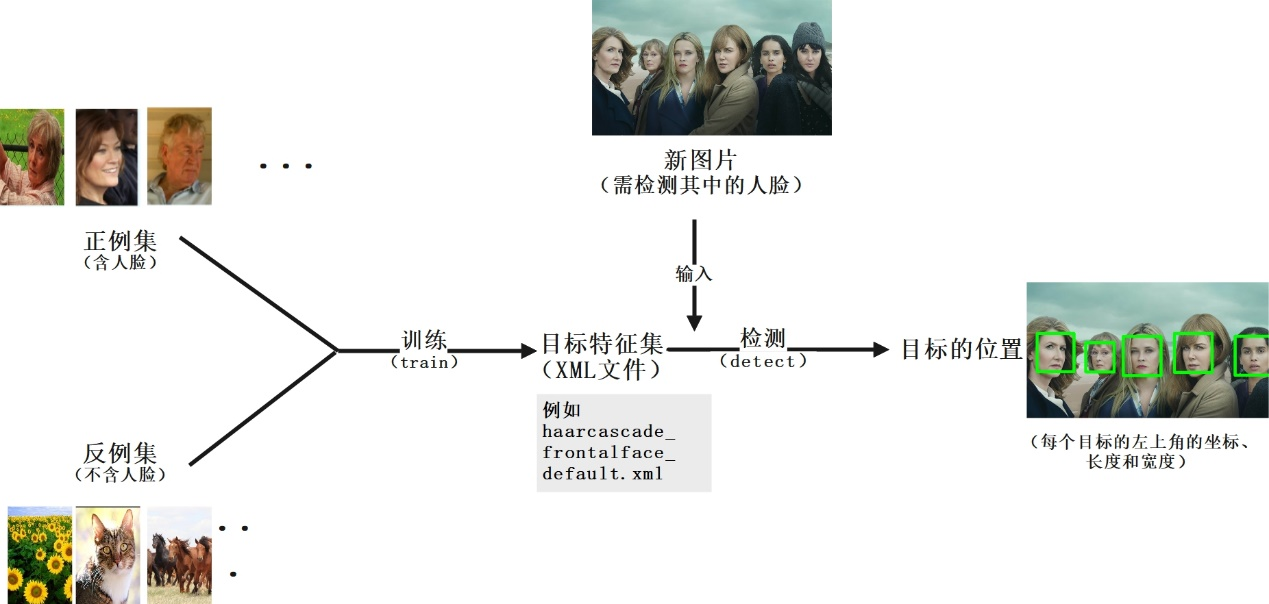 新图片
（需检测其中的人脸）
正例集
（含人脸）
输入
训练
（train）
目标特征集
（XML文件）
检测
（detect）
目标的位置
例如
haarcascade_
frontalface_
default.xml
（每个目标的左上角的坐标、
长度和宽度）
反例集
（不含人脸）